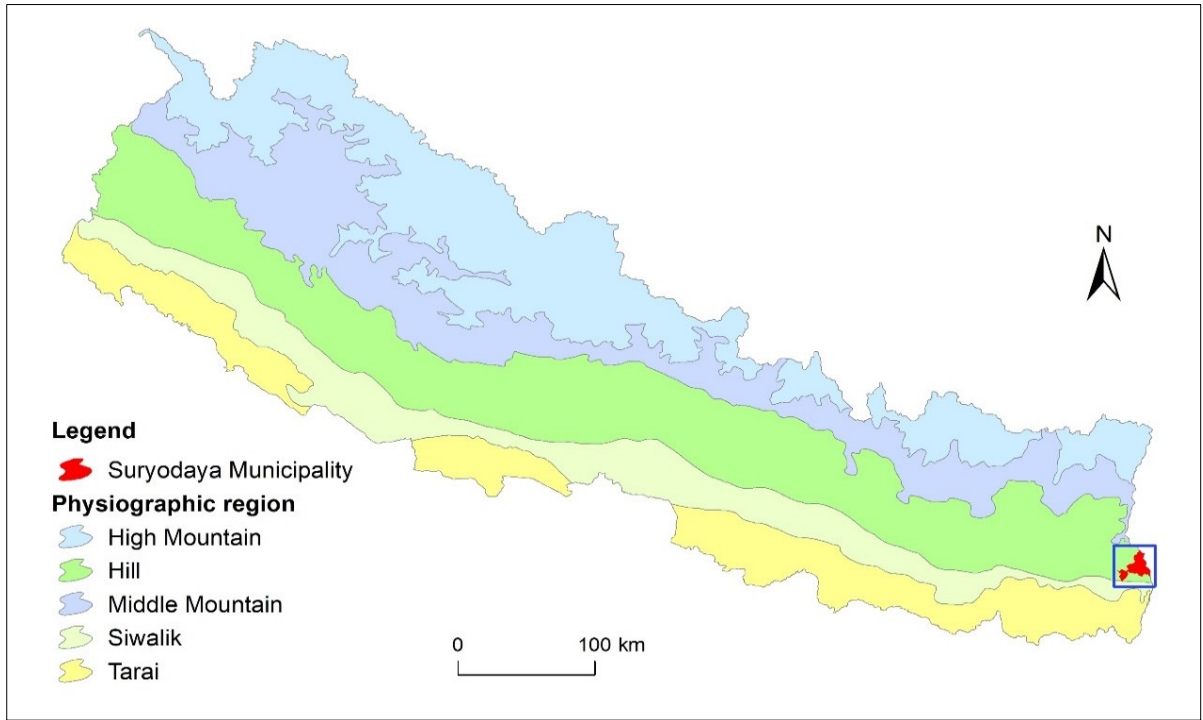 N
Legend
Suryodaya Municipality
Physiographic region
High Mountain
Hill
Middle Mountain
Siwalik
Tarai
0 100 km